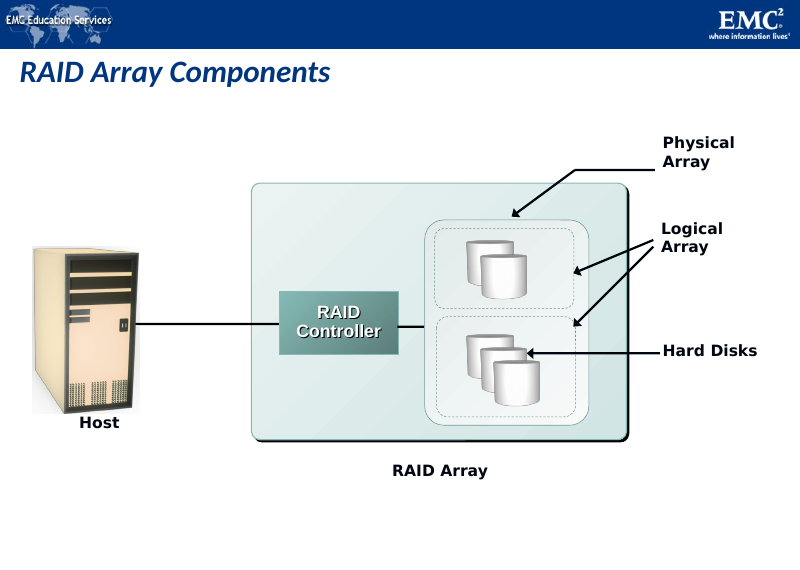 EMC Education Services
EMC²
where information lives®
RAID Array Components
Physical
Array
Logical
Array
RAID
Controller
Hard Disks
Host
RAID Array